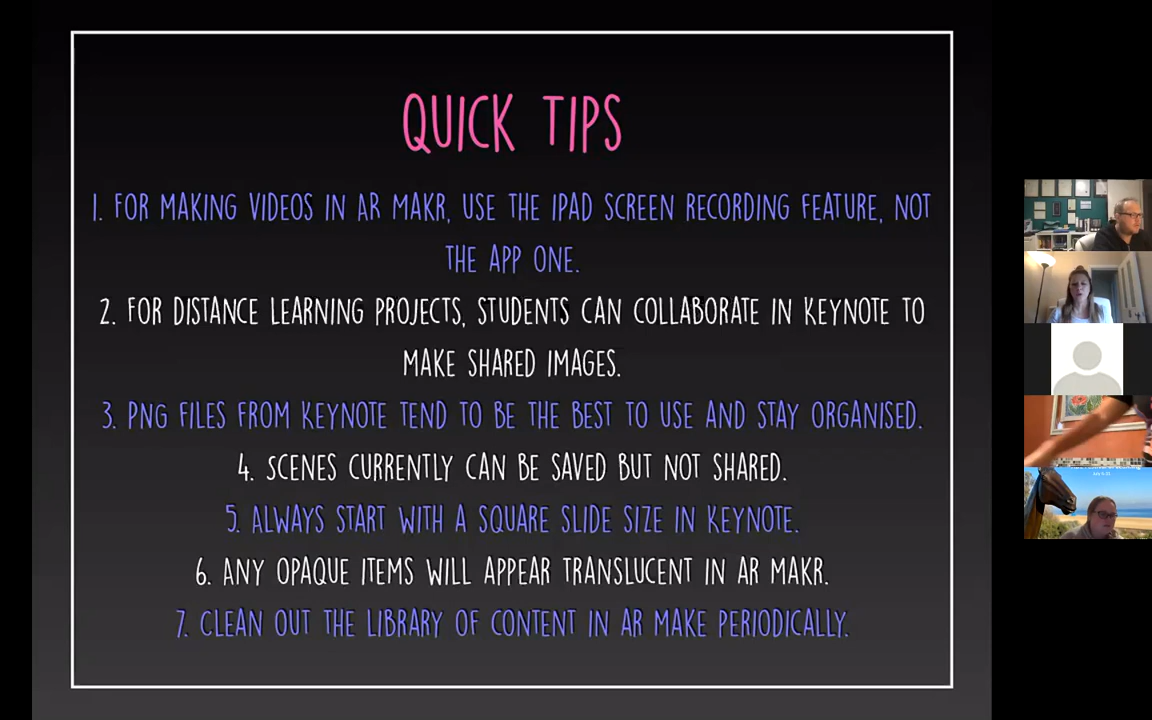 QUICK TIPS
1. FOR MAKING VIDEOS IN AR MAKR, USE THE IPAD SCREEN RECORDING FEATURE, NOT
THE APP ONE.
2. FOR DISTANCE LEARNING PROJECTS, STUDENTS CAN COLLABORATE IN KEYNOTE TO
MAKE SHARED IMAGES.
3. PNG FILES FROM KEYNOTE TEND TO BE THE BEST TO USE AND STAY ORGANISED.
4. SCENES CURRENTLY CAN BE SAVED BUT NOT SHARED.
5. ALWAYS START WITH A SQUARE SLIDE SIZE IN KEYNOTE.
6. ANY OPAQUE ITEMS WILL APPEAR TRANSLUCENT IN AR MAKR.
7. CLEAN OUT THE LIBRARY OF CONTENT IN AR MAKE PERIODICALLY.